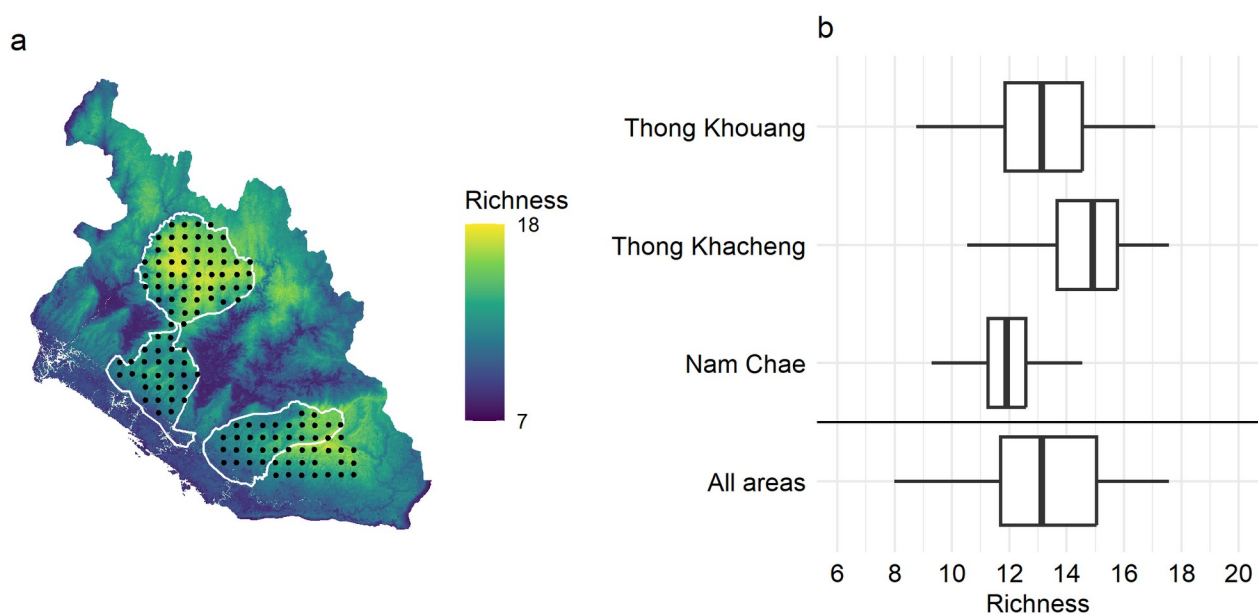 a
Richness
18
7
b
Thong Khouang
Thong Khacheng
Nam Chae
All areas
6 8 10 12 14 16 18 20
Richness